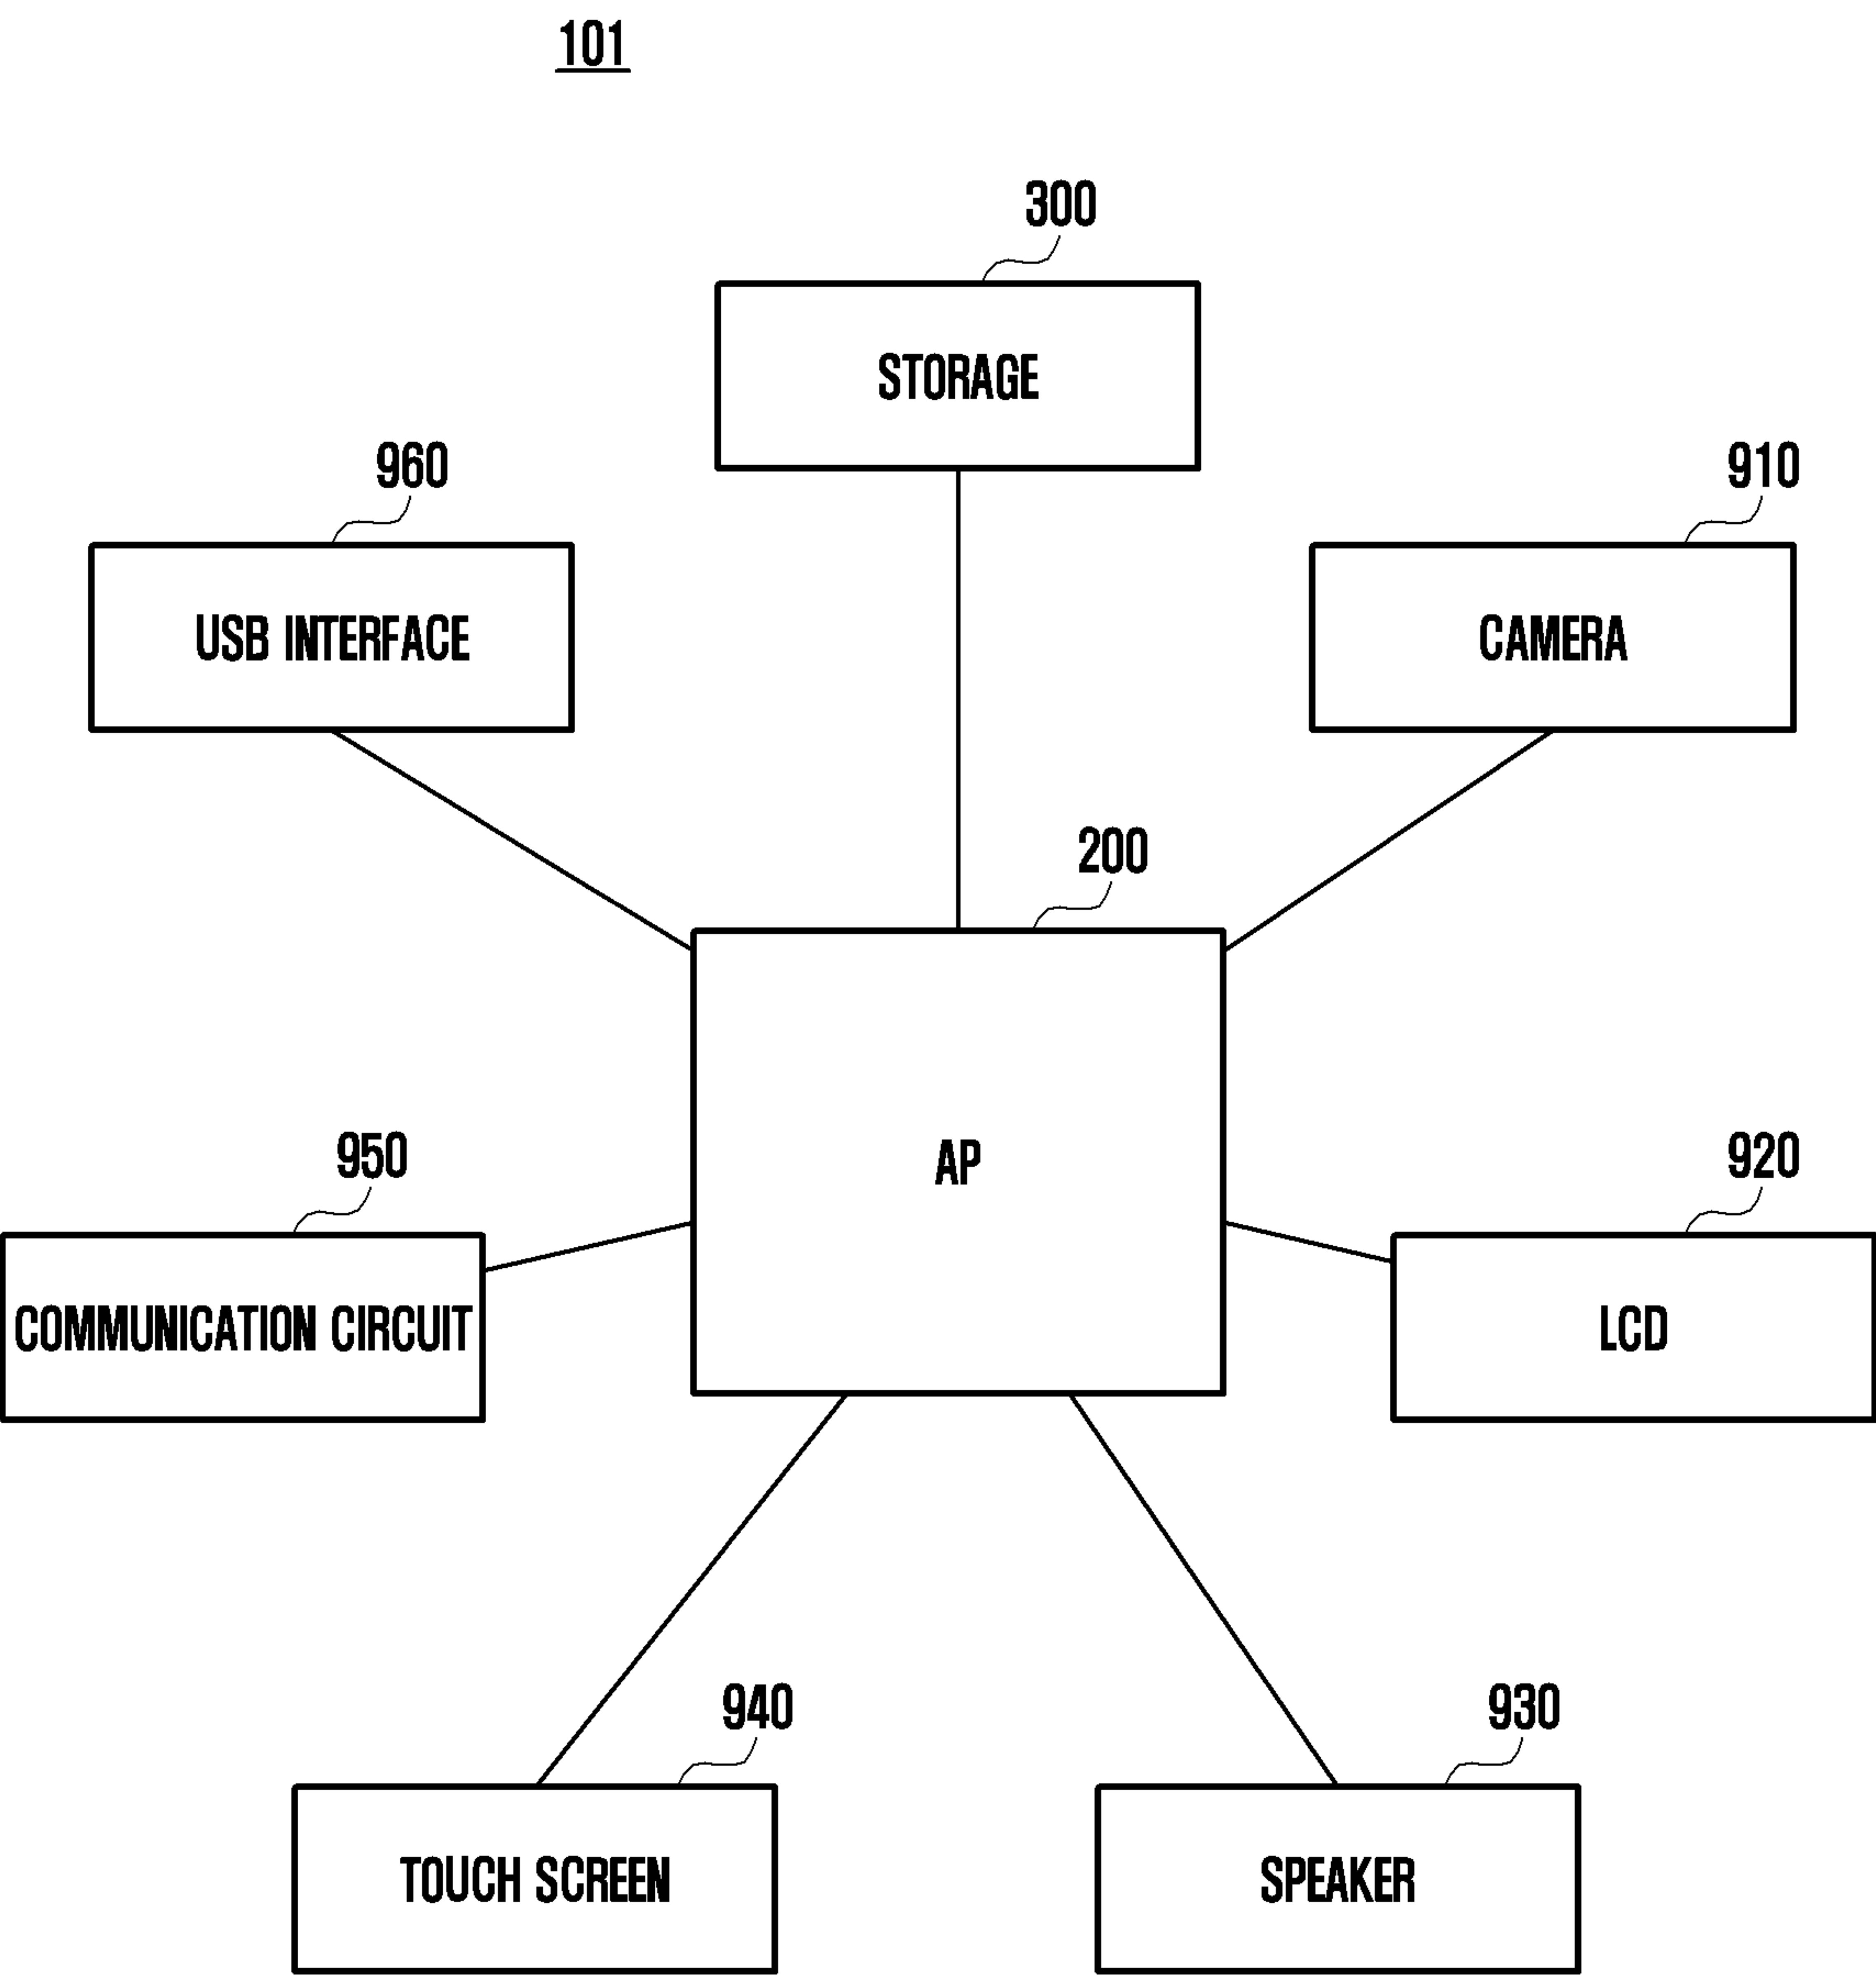 101
300
STORAGE
960
910
USB INTERFACE
CAMERA
200
AP
950
920
COMMUNICATION CIRCUIT
LCD
940
930
TOUCH SCREEN
SPEAKER